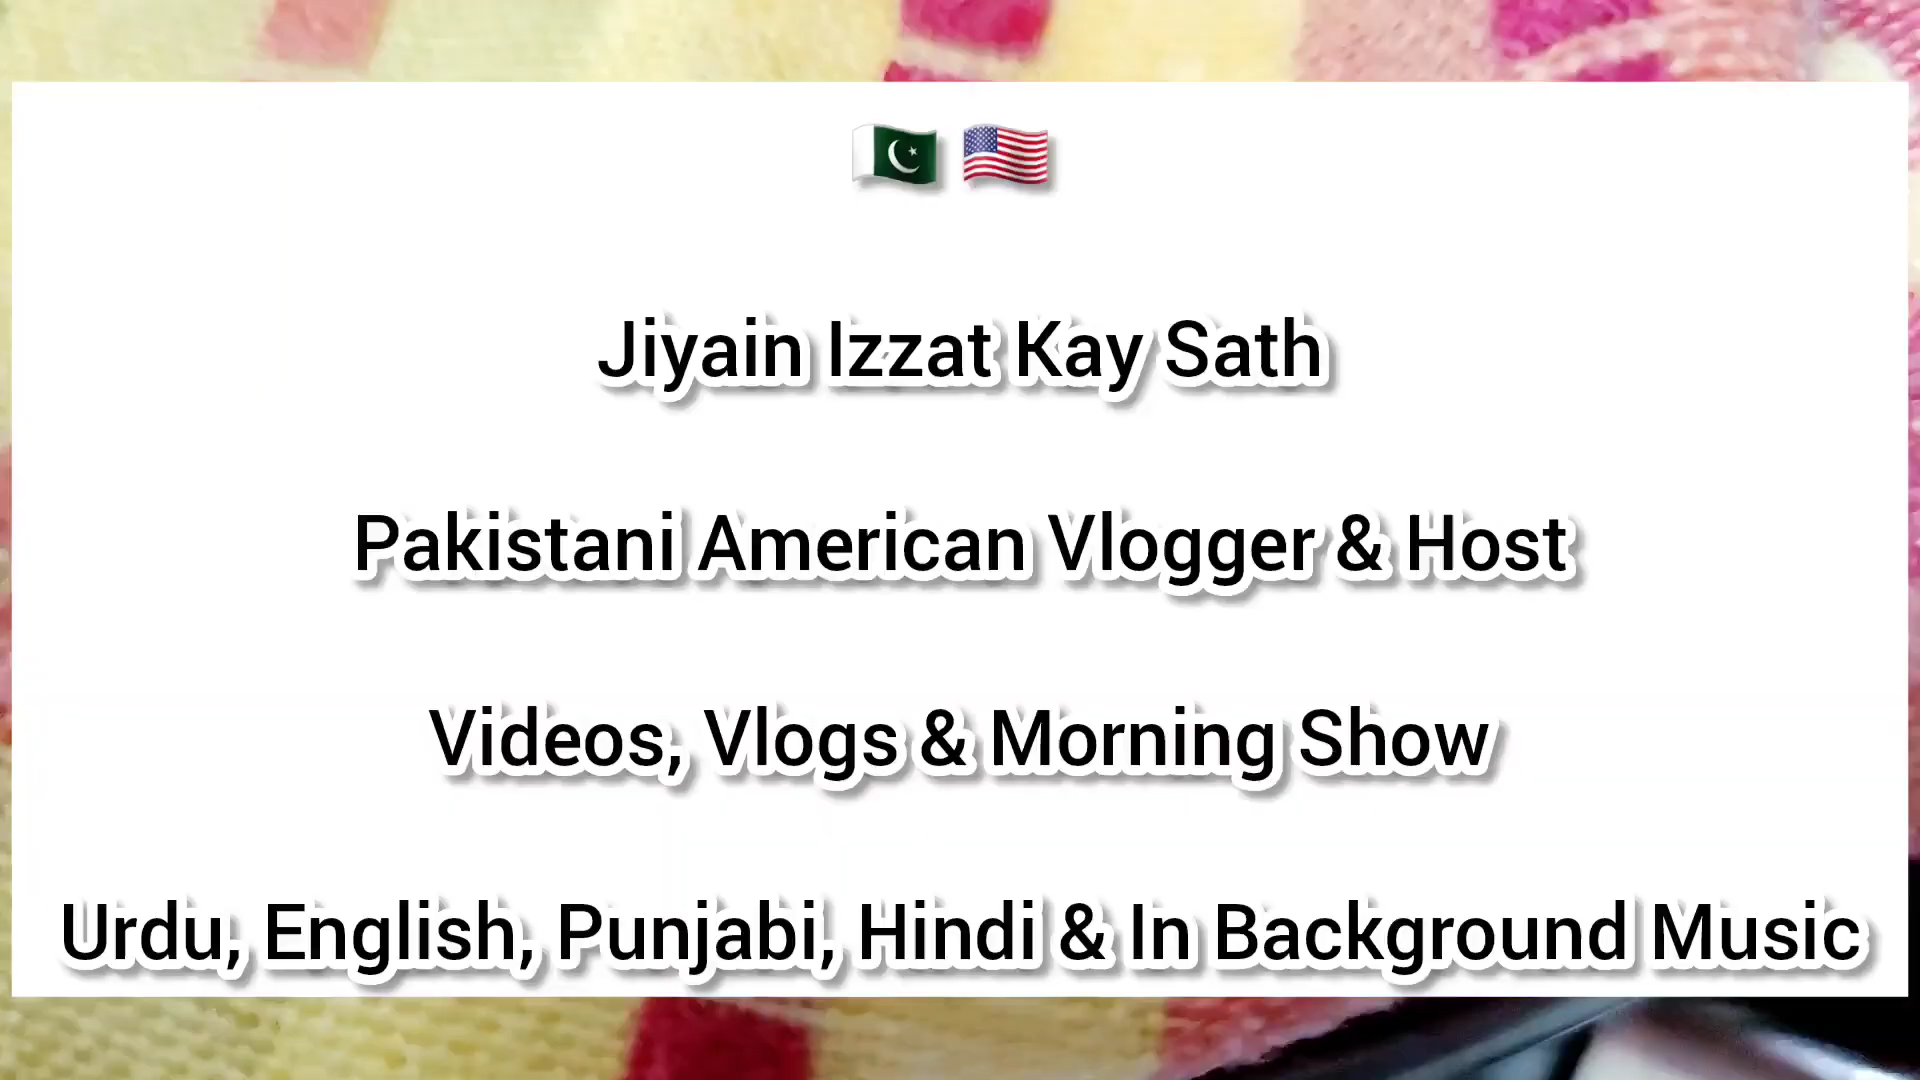 🇵🇰 🇺🇸
Jiyain Izzat Kay Sath
Pakistani American Vlogger & Host
Videos, Vlogs & Morning Show
Urdu, English, Punjabi, Hindi & In Background Music